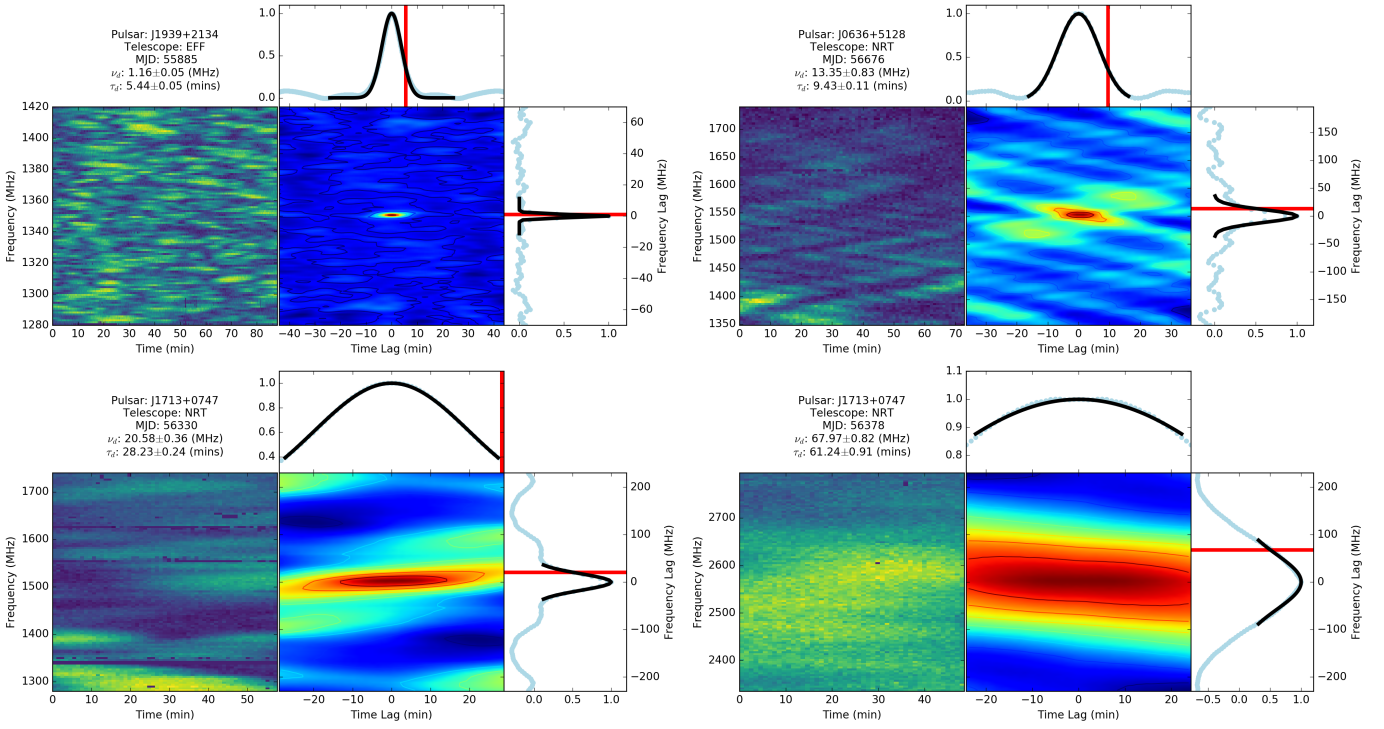 Pulsar: J1939+2134
Telescope: EFF
MJD: 55885
ν_d: 1.16±0.05 (MHz)
τ_d: 5.44±0.05 (mins)
1.0
0.5
0.0
1420
1400
1380
1360
1340
1320
1300
1280
Frequency (MHz)
0 10 20 30 40 50 60 70 80
Time (min)
−40 −30 −20 −10 0 10 20 30 40
Time Lag (min)
0.0 0.5 1.0
60
40
20
0
−20
−40
−60
Frequency Lag (MHz)
Pulsar: J0636+5128
Telescope: NRT
MJD: 56676
ν_d: 13.35±0.83 (MHz)
τ_d: 9.43±0.11 (mins)
1.0
0.5
0.0
1700
1650
1600
1550
1500
1450
1400
1350
Frequency (MHz)
0 10 20 30 40 50 60
Time (min)
−30 −20 −10 0 10 20 30
Time Lag (min)
0.0 0.5 1.0
150
100
50
0
−50
−100
−150
Frequency Lag (MHz)
Pulsar: J1713+0747
Telescope: NRT
MJD: 56330
ν_d: 20.58±0.36 (MHz)
τ_d: 28.23±0.24 (mins)
1.0
0.8
0.6
0.4
1700
1600
1500
1400
1300
Frequency (MHz)
0 10 20 30 40 50
Time (min)
−20 −10 0 10 20
Time Lag (min)
0.0 0.5 1.0
200
100
0
−100
−200
Frequency Lag (MHz)
Pulsar: J1713+0747
Telescope: NRT
MJD: 56378
ν_d: 67.97±0.82 (MHz)
τ_d: 61.24±0.91 (mins)
1.1
1.0
0.9
0.8
2700
2600
2500
2400
Frequency (MHz)
0 10 20 30 40
Time (min)
−20 −10 0 10 20
Time Lag (min)
−0.5 0.0 0.5 1.0
200
100
0
−100
−200
Frequency Lag (MHz)